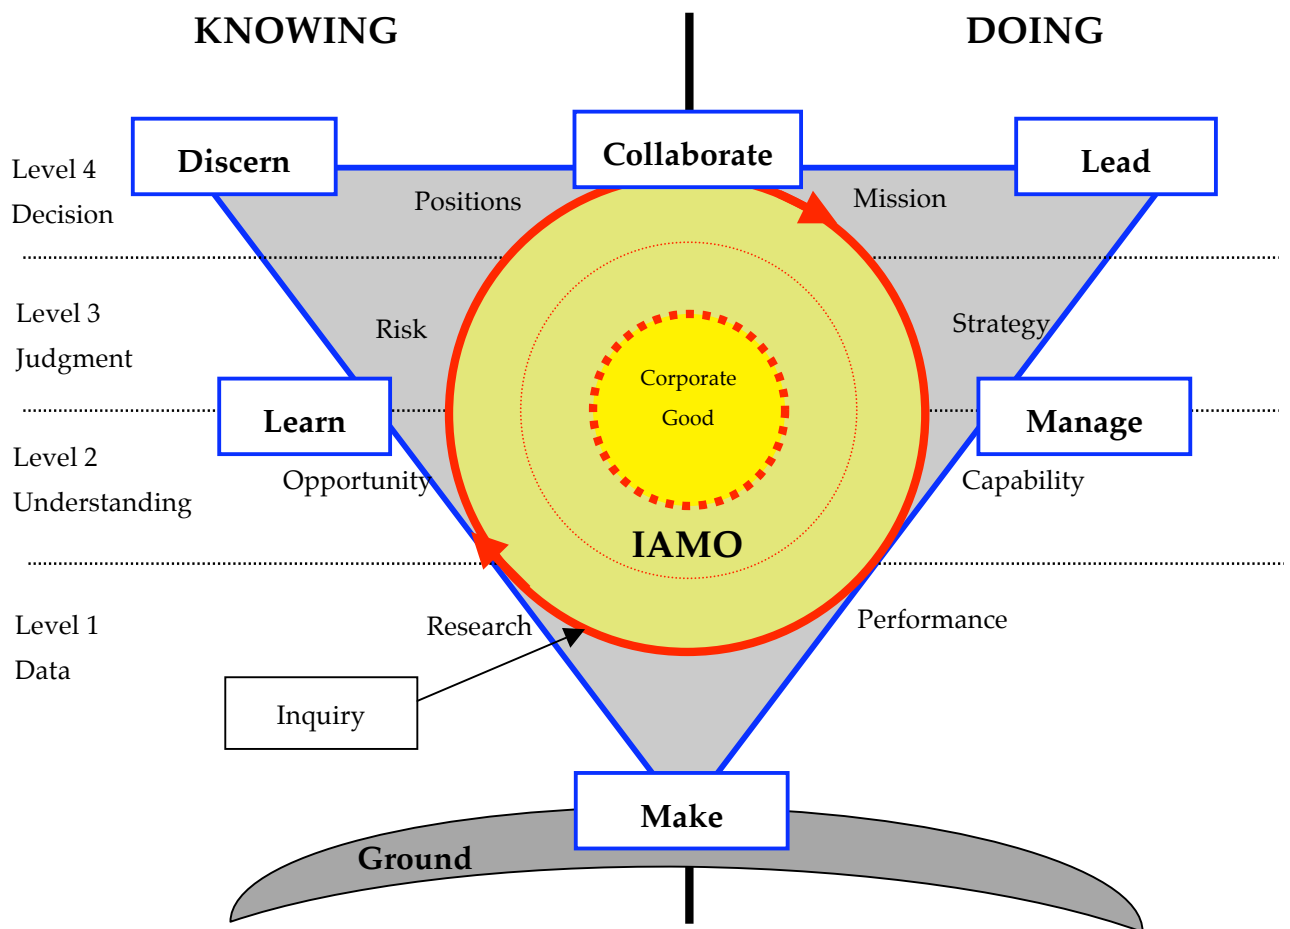 KNOWING
DOING
Discern
Collaborate
Lead
Level 4
Decision
Positions
Mission
Level 3
Judgment
Risk
Strategy
Corporate
Good
Learn
Manage
Level 2
Understanding
Opportunity
Capability
IAMO
Level 1
Data
Research
Performance
Inquiry
Make
Ground